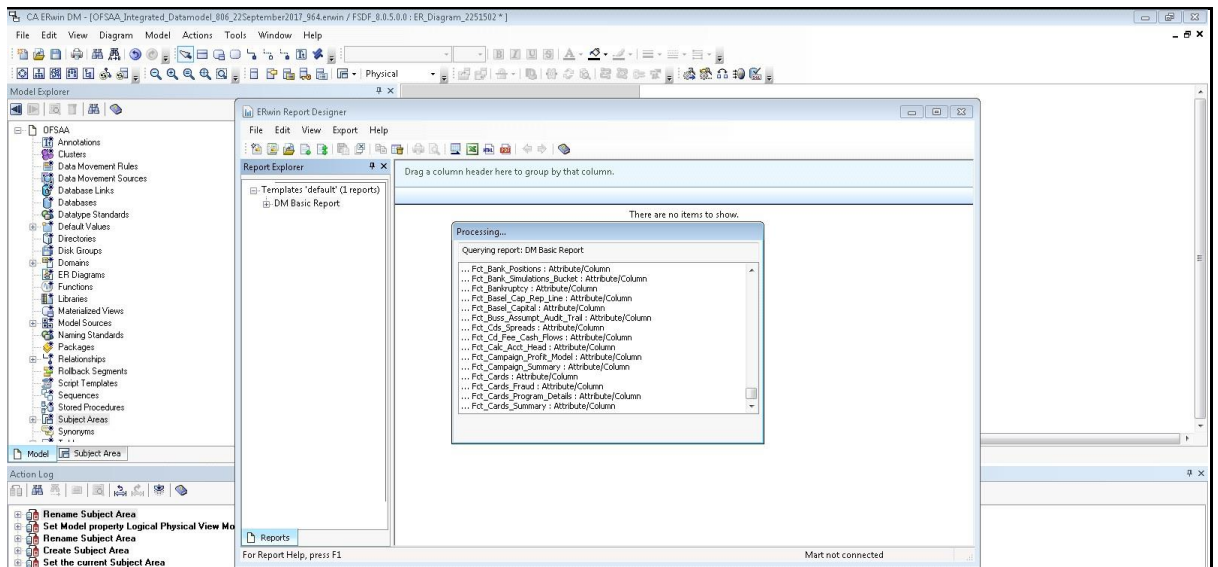 CA ERwin DM - [OFSAA_Integrated_Datamodel_806_22September2017_964.erwin / FSDF_8.0.5.0.0 : ER_Diagram_2251502 * ]
File Edit View Diagram Model Actions Tools Window Help
Physical
Model Explorer
OFSAA
Annotations
Clusters
Data Movement Rules
Data Movement Sources
Database Links
Databases
Datatype Standards
Default Values
Directories
Disk Groups
Domains
ER Diagrams
Functions
Libraries
Materialized Views
Model Sources
Naming Standards
Packages
Relationships
Rollback Segments
Script Templates
Sequences
Stored Procedures
Subject Areas
Synonyms
Model Subject Area
ERwin Report Designer
File Edit View Export Help
Report Explorer
Templates 'default' (1 reports)
DM Basic Report
Drag a column header here to group by that column.
There are no items to show.
Processing...
Querying report: DM Basic Report
... Fct_Bank_Positions : Attribute/Column
... Fct_Bank_Simulations_Bucket : Attribute/Column
... Fct_Bankruptcy : Attribute/Column
... Fct_Basel_Cap_Rep_Line : Attribute/Column
... Fct_Basel_Capital : Attribute/Column
... Fct_Buss_Assumpt_Audit_Trail : Attribute/Column
... Fct_Cds_Spreads : Attribute/Column
... Fct_Cd_Fee_Cash_Flows : Attribute/Column
... Fct_Calc_Acct_Head : Attribute/Column
... Fct_Campaign_Profit_Model : Attribute/Column
... Fct_Campaign_Summary : Attribute/Column
... Fct_Cards : Attribute/Column
... Fct_Cards_Fraud : Attribute/Column
... Fct_Cards_Program_Details : Attribute/Column
... Fct_Cards_Summary : Attribute/Column
Reports
For Report Help, press F1
Mart not connected
Action Log
Rename Subject Area
Set Model property Logical Physical View Mo
Rename Subject Area
Create Subject Area
Set the current Subject Area